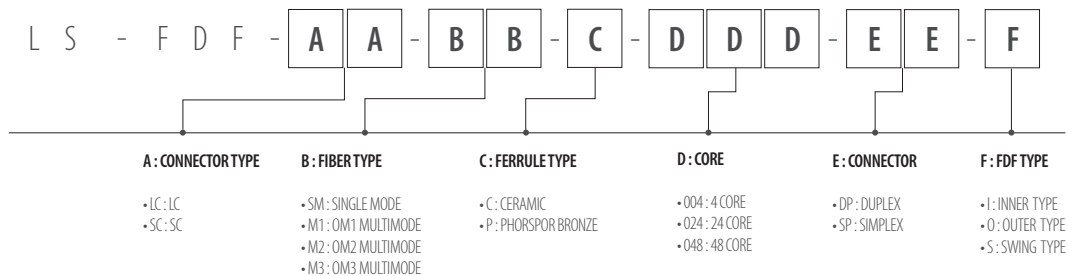 L S - F D F - A A - B B - C - D D D - E E - F
A : CONNECTOR TYPE
• LC : LC
• SC : SC
B : FIBER TYPE
• SM : SINGLE MODE
• M1 : OM1 MULTIMODE
• M2 : OM2 MULTIMODE
• M3 : OM3 MULTIMODE
C : FERRULE TYPE
• C : CERAMIC
• P : PHORSPOR BRONZE
D : CORE
• 004 : 4 CORE
• 024 : 24 CORE
• 048 : 48 CORE
E : CONNECTOR
• DP : DUPLEX
• SP : SIMPLEX
F : FDF TYPE
• I : INNER TYPE
• O : OUTER TYPE
• S : SWING TYPE